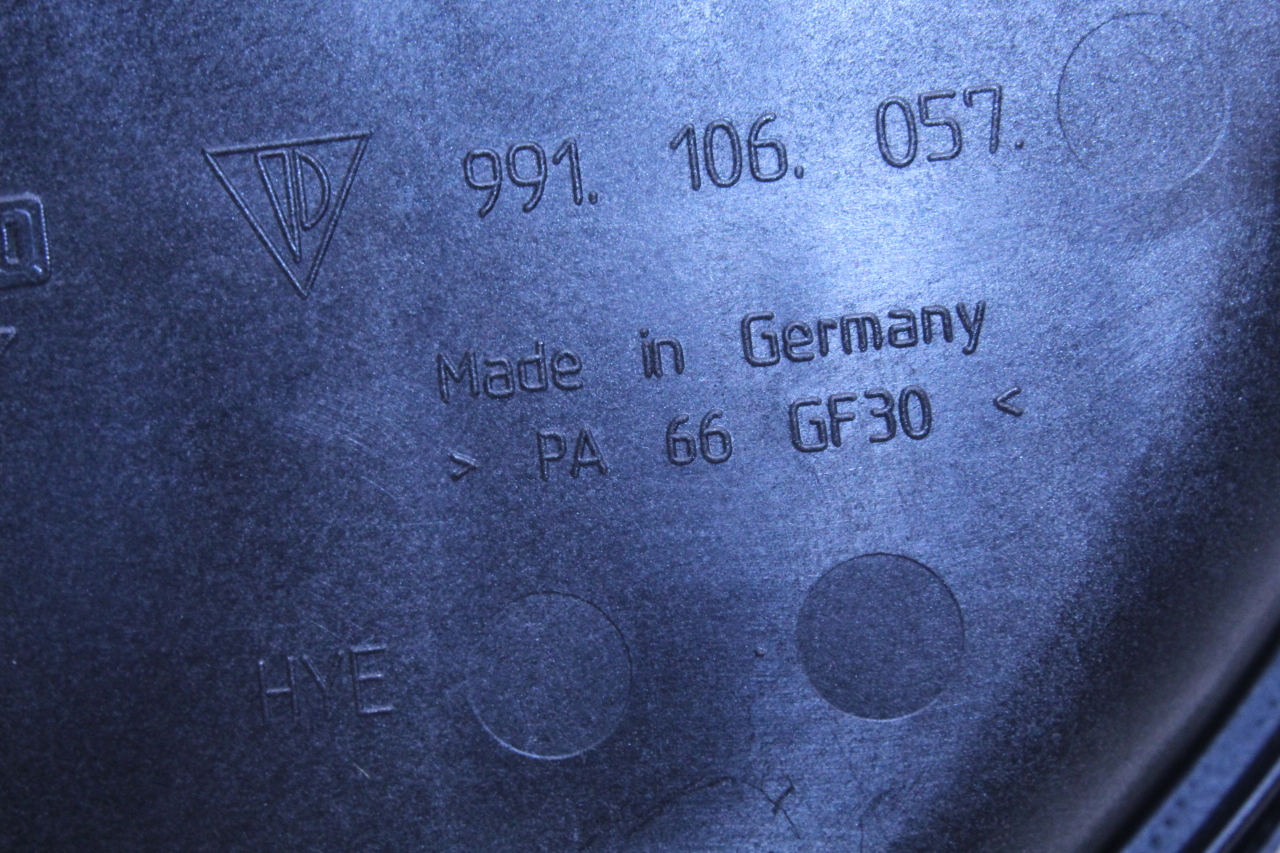 991. 106. 057.
Made in Germany
> PA 66 GF30 <
HYE